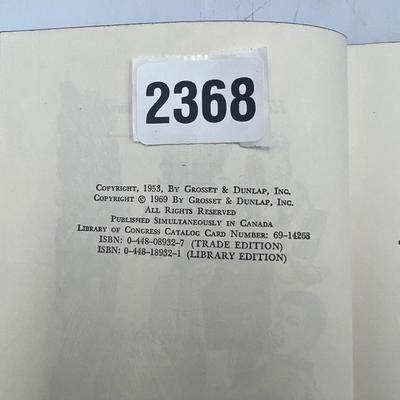 2368
Copyright, 1953, By Grosset & Dunlap, Inc.
Copyright © 1969 By Grosset & Dunlap, Inc.
All Rights Reserved
Published Simultaneously in Canada
Library of Congress Catalog Card Number: 69-14268
ISBN: 0-448-08932-7 (TRADE EDITION)
ISBN: 0-448-18932-1 (LIBRARY EDITION)